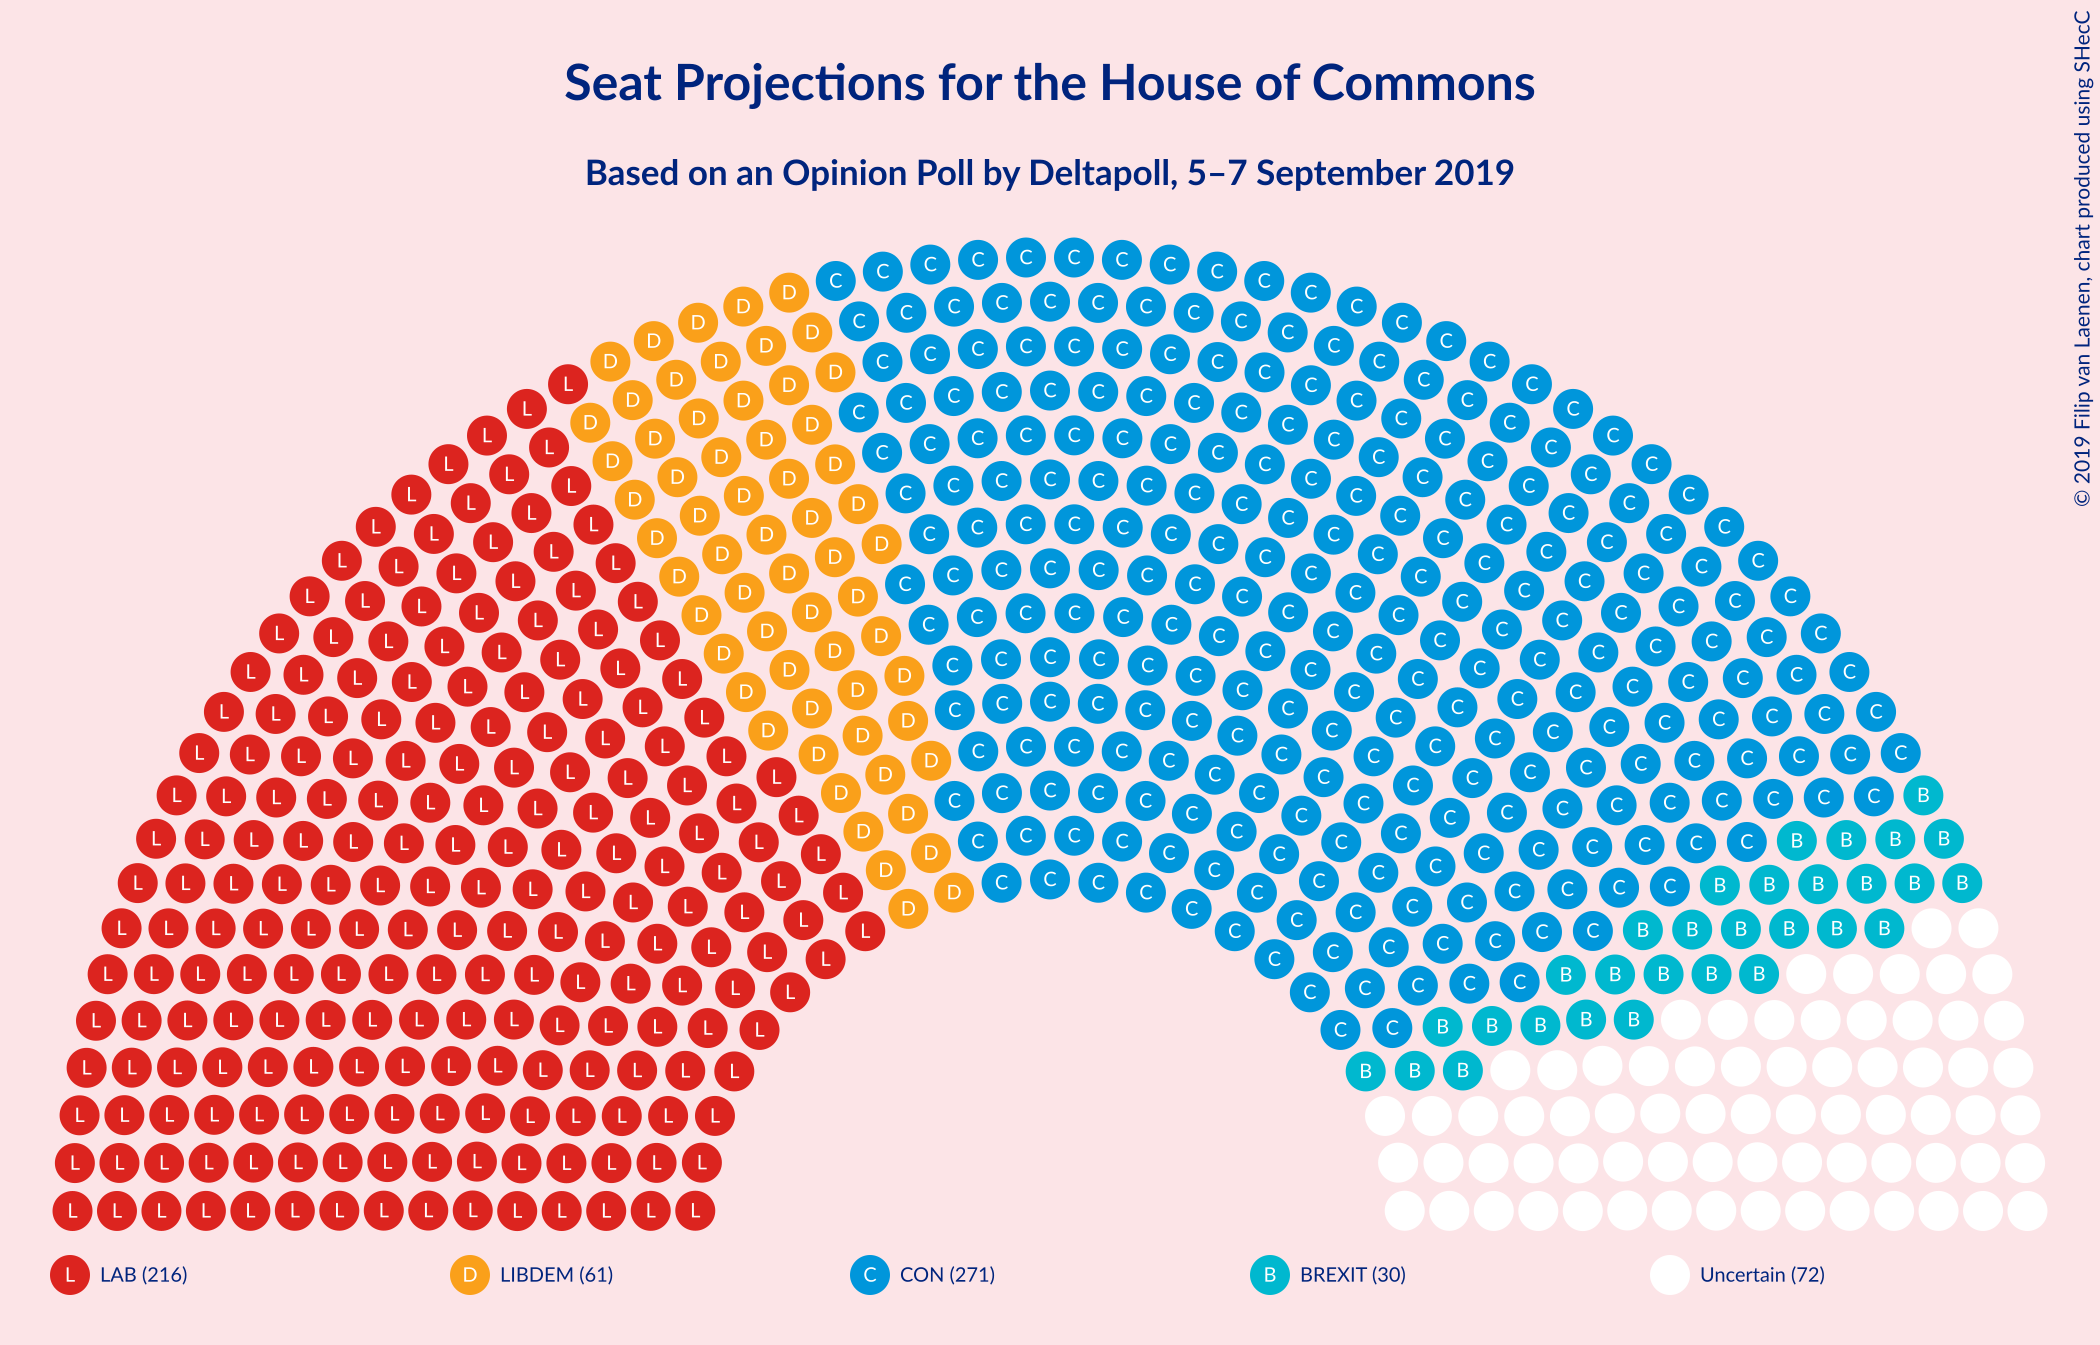 Seat Projections for the House of Commons
Based on an Opinion Poll by Deltapoll, 5–7 September 2019
© 2019 Filip van Laenen, chart produced using SHecC
L LAB (216)
D LIBDEM (61)
C CON (271)
B BREXIT (30)
Uncertain (72)